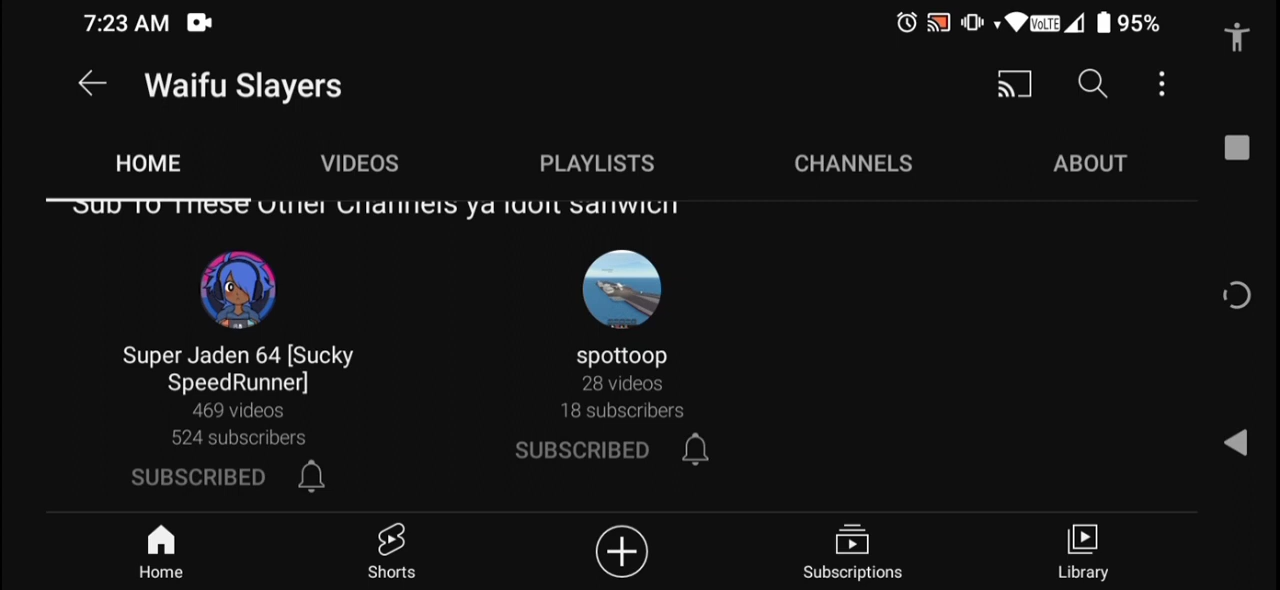 7:23 AM
VoLTE
95%
Waifu Slayers
HOME VIDEOS PLAYLISTS CHANNELS ABOUT
Sub To These Other Channels ya idoit sanwich
Super Jaden 64 [Sucky
SpeedRunner]
469 videos
524 subscribers
SUBSCRIBED
spottoop
28 videos
18 subscribers
SUBSCRIBED
Home Shorts Subscriptions Library